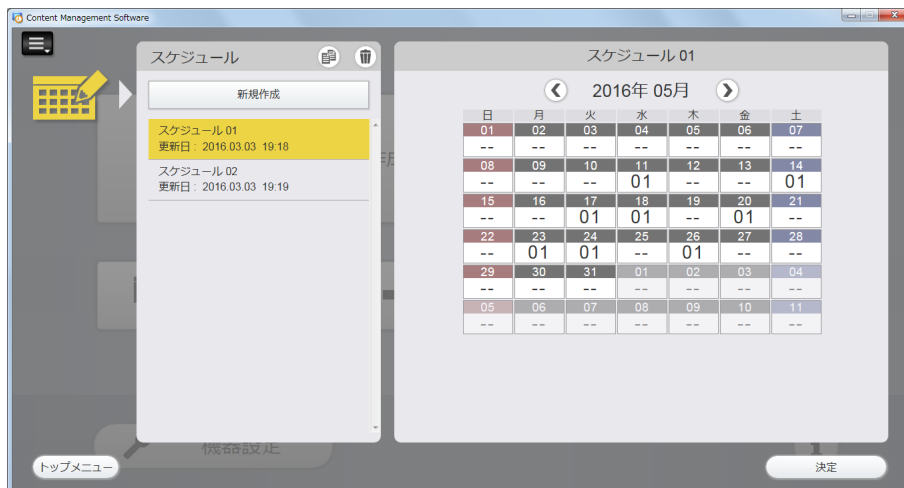 Content Management Software
スケジュール
新規作成
スケジュール 01
更新日： 2016.03.03 19:18
スケジュール 02
更新日： 2016.03.03 19:19
スケジュール 01
2016年 05月
日 月 火 水 木 金 土
01 02 03 04 05 06 07
-- -- -- -- -- -- --
08 09 10 11 12 13 14
-- -- -- 01 -- -- 01
15 16 17 18 19 20 21
-- -- 01 01 -- 01 --
22 23 24 25 26 27 28
-- 01 01 -- 01 -- --
29 30 31 01 02 03 04
-- -- -- -- -- -- --
05 06 07 08 09 10 11
-- -- -- -- -- -- --
機器設定
トップメニュー
決定